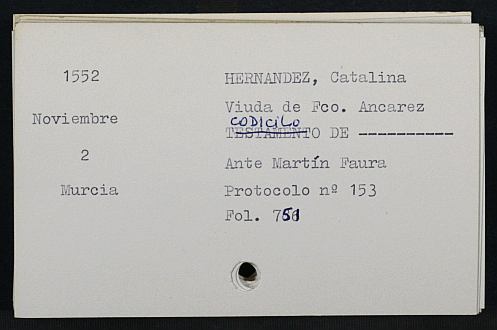 1552
HERNANDEZ, Catalina
Viuda de Fco. Ancarez
Noviembre
CODICILO
TESTAMENTO DE ----------
2
Ante Martín Faura
Murcia
Protocolo nº 153
Fol. 751